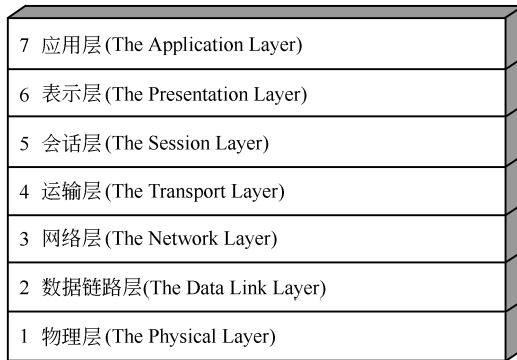 7 应用层(The Application Layer)
6 表示层(The Presentation Layer)
5 会话层(The Session Layer)
4 运输层(The Transport Layer)
3 网络层(The Network Layer)
2 数据链路层(The Data Link Layer)
1 物理层(The Physical Layer)